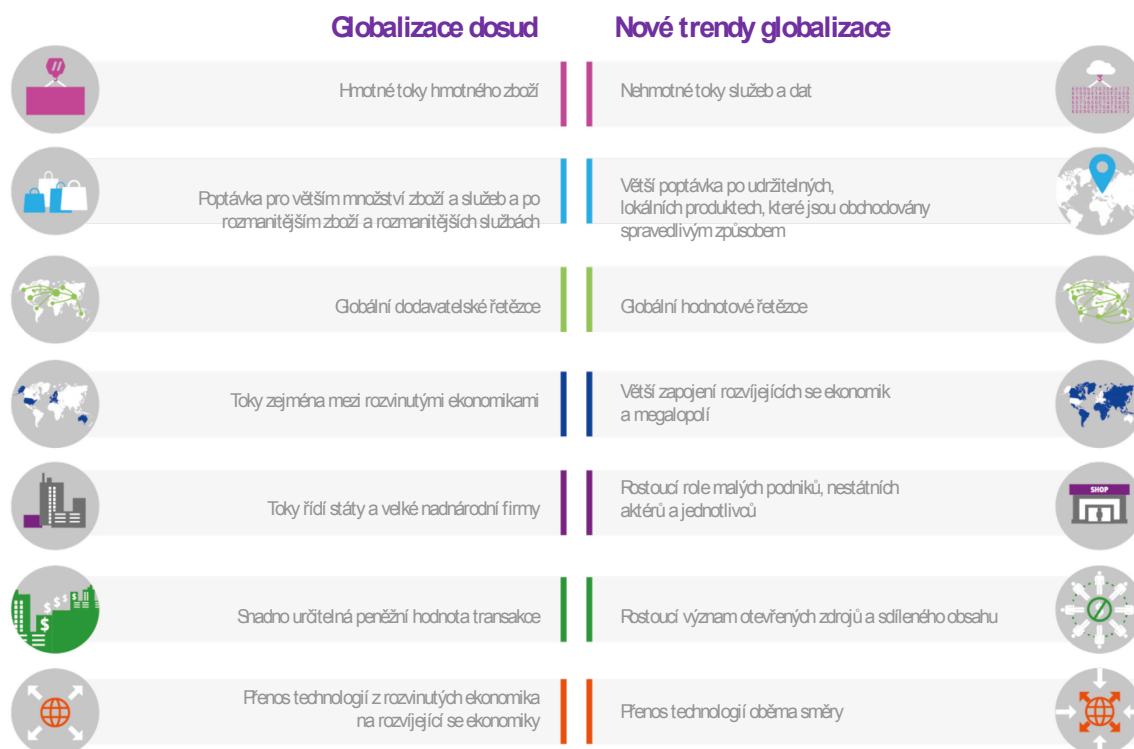 Globalizace dosud
Nové trendy globalizace
Hmotné toky hmotného zboží
Nehmotné toky služeb a dat
Poptávka pro větším množství zboží a služeb a po
rozmanitějším zboží a rozmanitějších službách
Větší poptávka po udržitelných,
lokálních produktech, které jsou obchodovány
spravedlivým způsobem
Globální dodavatelské řetězce
Globální hodnotové řetězce
Toky zejména mezi rozvinutými ekonomikami
Větší zapojení rozvíjejících se ekonomik
a megalopolí
Toky řídí státy a velké nadnárodní firmy
Rostoucí role malých podniků, nestátních
aktérů a jednotlivců
SHOP
Snadno určitelná peněžní hodnota transakce
Rostoucí význam otevřených zdrojů a sdíleného obsahu
Přenos technologií z rozvinutých ekonomika
na rozvíjející se ekonomiky
Přenos technologií oběma směry